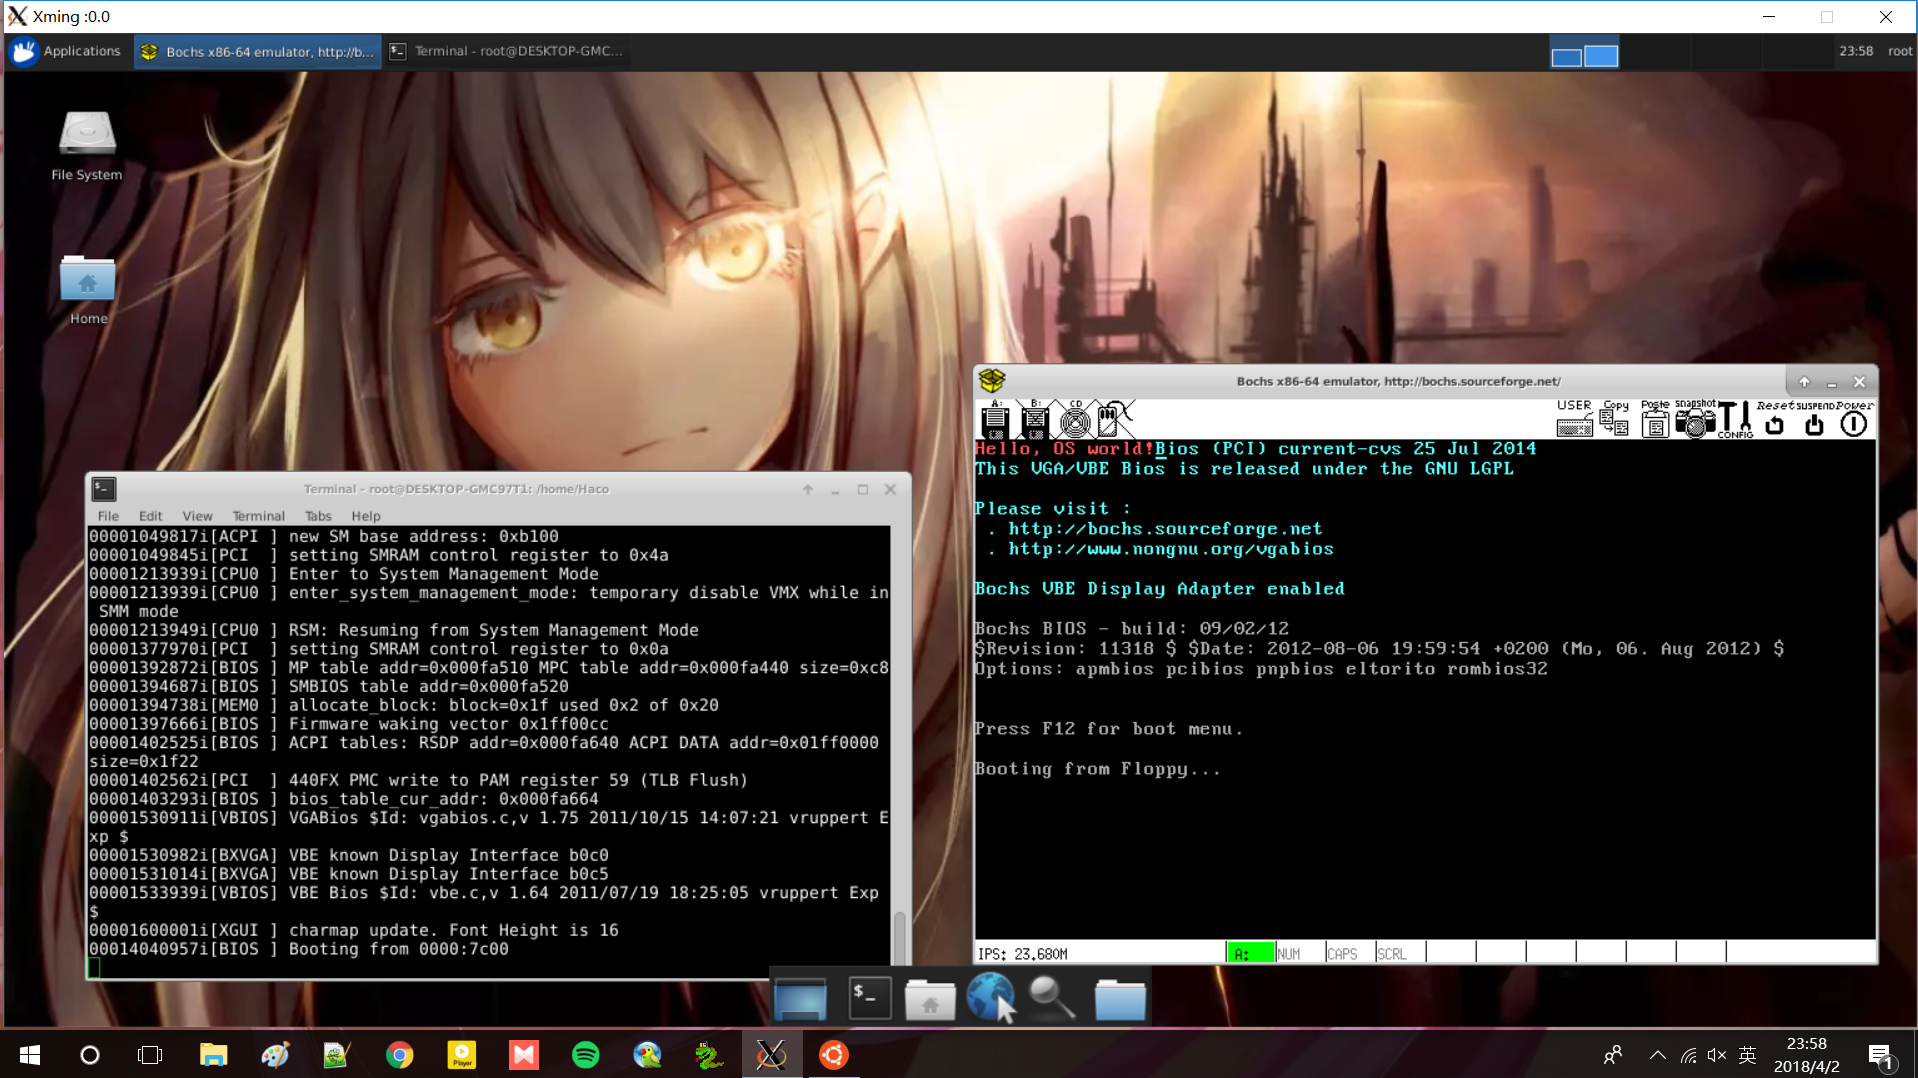 Xming :0.0
Applications
Bochs x86-64 emulator, http://b...
Terminal - root@DESKTOP-GMC...
23:58
root
File System
Home
Terminal - root@DESKTOP-GMC97T1: /home/Haco
File Edit View Terminal Tabs Help
00001049817i[ACPI ] new SM base address: 0xb100
00001049845i[PCI  ] setting SMRAM control register to 0x4a
00001213939i[CPU0 ] Enter to System Management Mode
00001213939i[CPU0 ] enter_system_management_mode: temporary disable VMX while in
SMM mode
00001213949i[CPU0 ] RSM: Resuming from System Management Mode
00001377970i[PCI  ] setting SMRAM control register to 0x0a
00001392872i[BIOS ] MP table addr=0x000fa510 MPC table addr=0x000fa440 size=0xc8
00001394687i[BIOS ] SMBIOS table addr=0x000fa520
00001394738i[MEM0 ] allocate_block: block=0x1f used 0x2 of 0x20
00001397666i[BIOS ] Firmware waking vector 0x1ff00cc
00001402525i[BIOS ] ACPI tables: RSDP addr=0x000fa640 ACPI DATA addr=0x01ff0000
size=0x1f22
00001402562i[PCI  ] 440FX PMC write to PAM register 59 (TLB Flush)
00001403293i[BIOS ] bios_table_cur_addr: 0x000fa664
00001530911i[VBIOS] VGABios $Id: vgabios.c,v 1.75 2011/10/15 14:07:21 vruppert E
xp $
00001530982i[BXVGA] VBE known Display Interface b0c0
00001531014i[BXVGA] VBE known Display Interface b0c5
00001533939i[VBIOS] VBE Bios $Id: vbe.c,v 1.64 2011/07/19 18:25:05 vruppert Exp
$
00001600001i[XGUI ] charmap update. Font Height is 16
00014040957i[BIOS ] Booting from 0000:7c00
Bochs x86-64 emulator, http://bochs.sourceforge.net/
A: B: CD USER Copy Paste snapshot CONFIG Reset SUSPEND Power
Hello, OS world!Bios (PCI) current-cvs 25 Jul 2014
This VGA/VBE Bios is released under the GNU LGPL
Please visit :
. http://bochs.sourceforge.net
. http://www.nongnu.org/vgabios
Bochs VBE Display Adapter enabled
Bochs BIOS - build: 09/02/12
$Revision: 11318 $ $Date: 2012-08-06 19:59:54 +0200 (Mo, 06. Aug 2012) $
Options: apmbios pcibios pnpbios eltorito rombios32
Press F12 for boot menu.
Booting from Floppy...
IPS: 23.680M A: NUM CAPS SCRL
$_
Player
英
23:58
2018/4/2
1